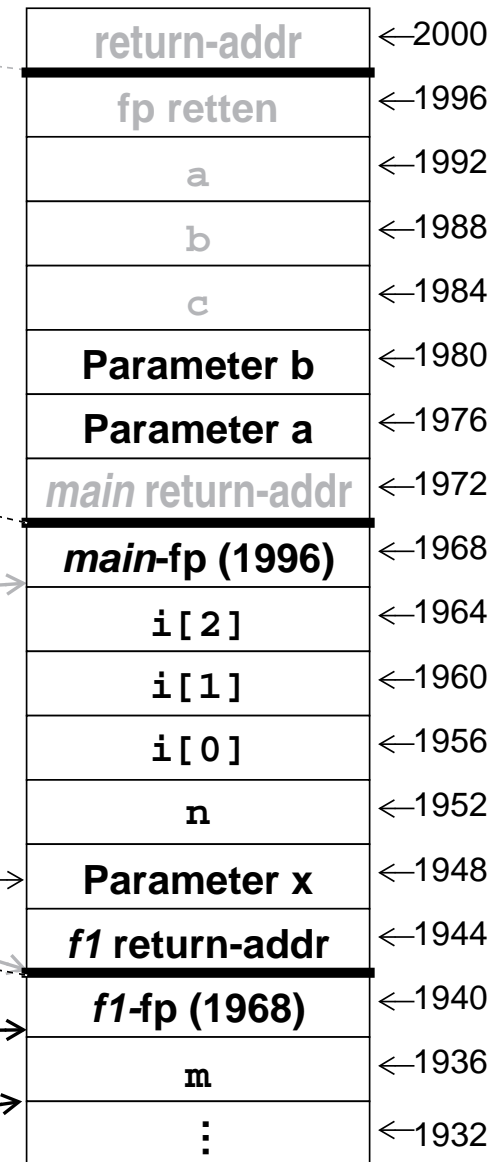 return-addr ←2000
fp retten ←1996
a ←1992
b ←1988
c ←1984
Parameter b ←1980
Parameter a ←1976
main return-addr ←1972
main-fp (1996) ←1968
i[2] ←1964
i[1] ←1960
i[0] ←1956
n ←1952
Parameter x ←1948
f1 return-addr ←1944
f1-fp (1968) ←1940
m ←1936
⋮ ←1932